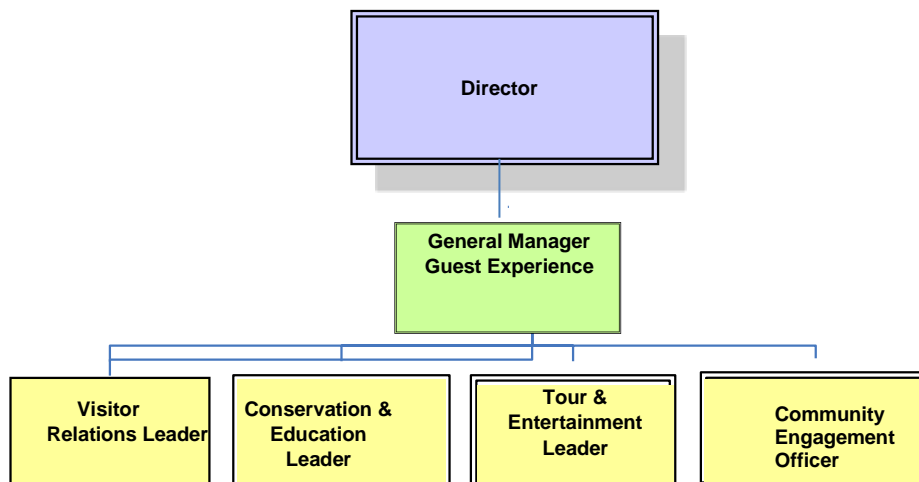 Director
General Manager
Guest Experience
Visitor
Relations Leader
Conservation &
Education
Leader
Tour &
Entertainment
Leader
Community
Engagement
Officer